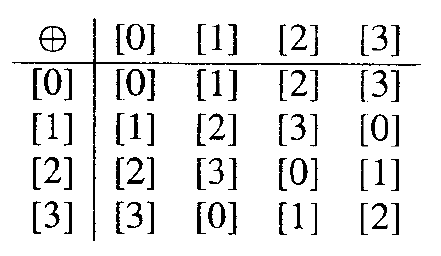 ⊕ [0] [1] [2] [3]
[0] [0] [1] [2] [3]
[1] [1] [2] [3] [0]
[2] [2] [3] [0] [1]
[3] [3] [0] [1] [2]